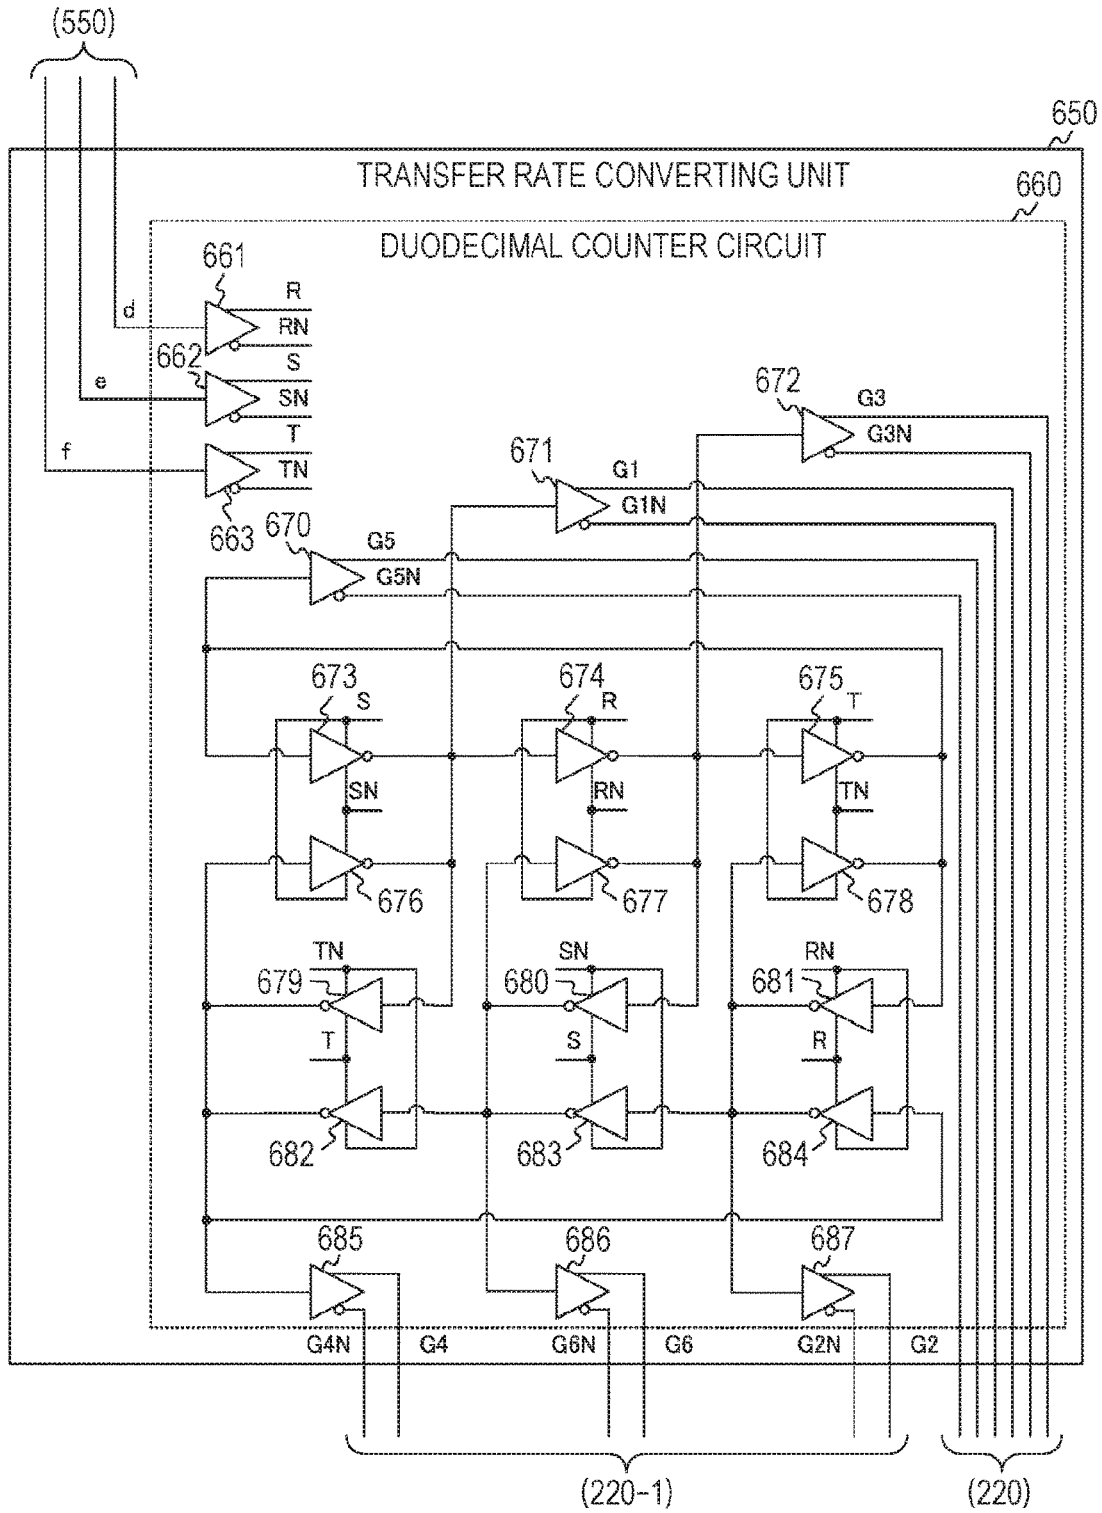 (550)
650
TRANSFER RATE CONVERTING UNIT
660
DUODECIMAL COUNTER CIRCUIT
661
d
R
RN
662
e
S
SN
f
T
TN
663
672
G3
G3N
671
G1
G1N
670
G5
G5N
673
S
674
R
675
T
SN
RN
TN
676
677
678
TN
679
SN
680
RN
681
T
S
R
682
683
684
685
686
687
G4N
G4
G6N
G6
G2N
G2
(220-1)
(220)